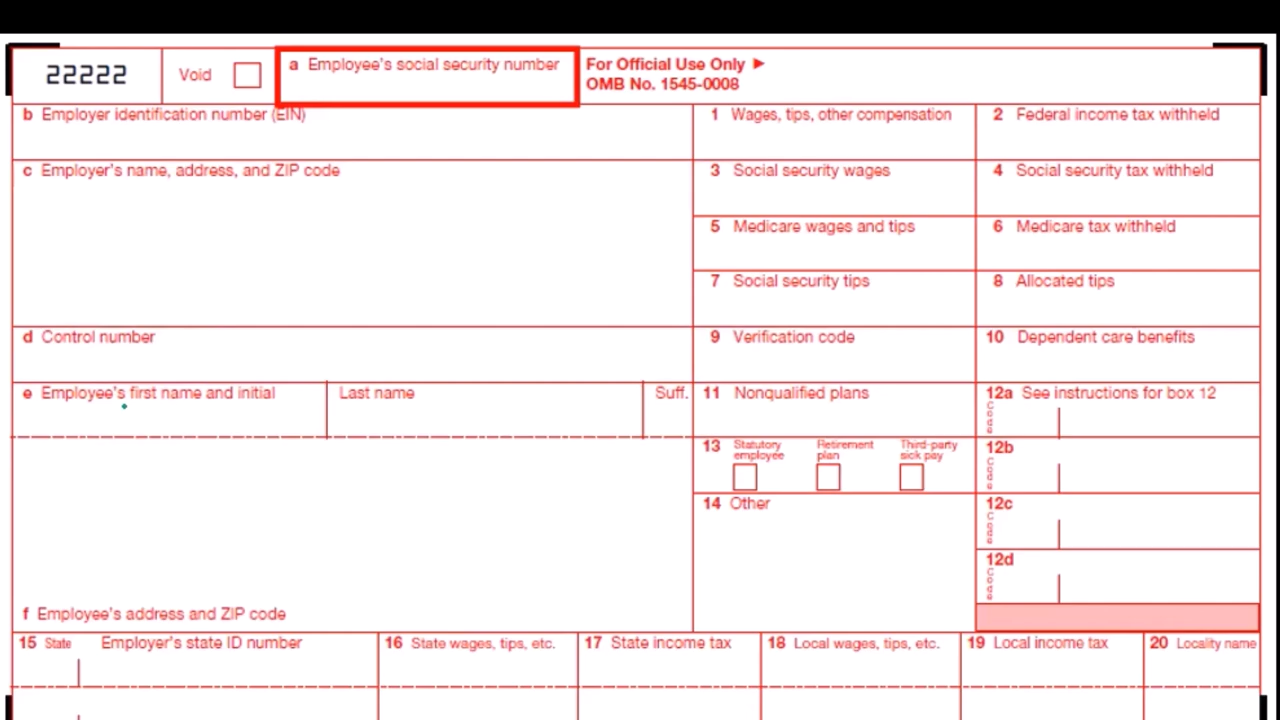 22222
Void
a Employee's social security number
For Official Use Only ►
OMB No. 1545-0008
b Employer identification number (EIN)
1 Wages, tips, other compensation
2 Federal income tax withheld
c Employer's name, address, and ZIP code
3 Social security wages
4 Social security tax withheld
5 Medicare wages and tips
6 Medicare tax withheld
7 Social security tips
8 Allocated tips
d Control number
9 Verification code
10 Dependent care benefits
e Employee's first name and initial
Last name
Suff.
11 Nonqualified plans
12a See instructions for box 12
Code
13 Statutory employee
Retirement plan
Third-party sick pay
12b
Code
14 Other
12c
Code
12d
Code
f Employee's address and ZIP code
15 State
Employer's state ID number
16 State wages, tips, etc.
17 State income tax
18 Local wages, tips, etc.
19 Local income tax
20 Locality name